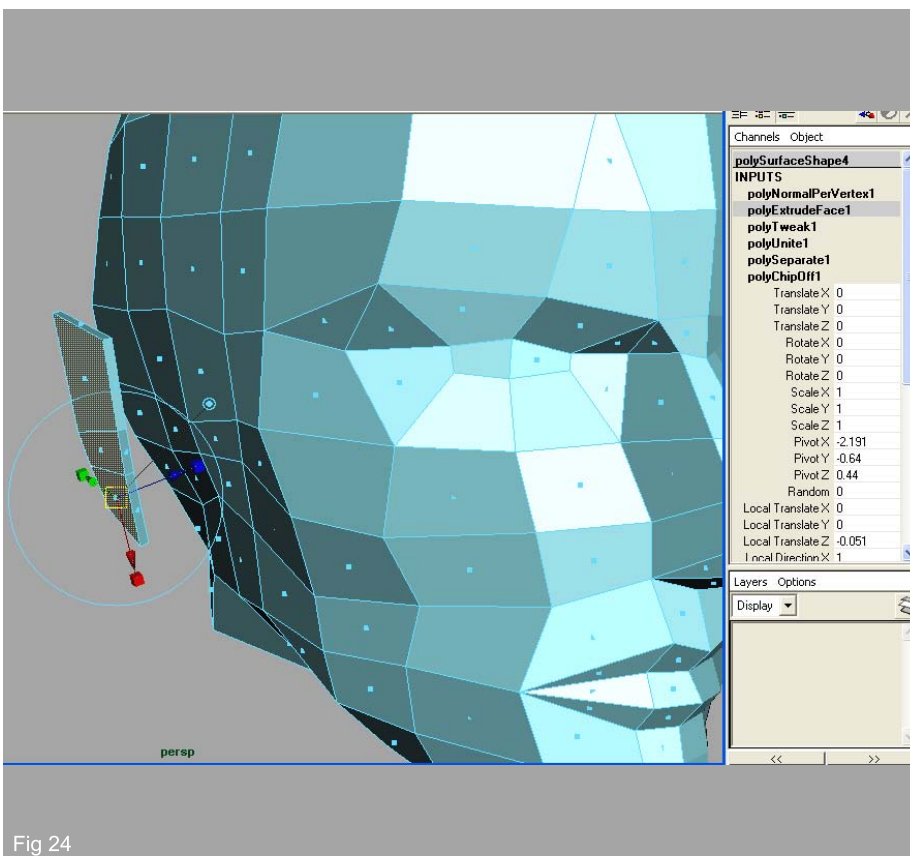 Channels Object
polySurfaceShape4
INPUTS
polyNormalPerVertex1
polyExtrudeFace1
polyTweak1
polyUnite1
polySeparate1
polyChipOff1
Translate X 0
Translate Y 0
Translate Z 0
Rotate X 0
Rotate Y 0
Rotate Z 0
Scale X 1
Scale Y 1
Scale Z 1
Pivot X -2.191
Pivot Y -0.64
Pivot Z 0.44
Random 0
Local Translate X 0
Local Translate Y 0
Local Translate Z -0.051
Local Direction X 1
Layers Options
Display
<< >>
persp
Fig 24